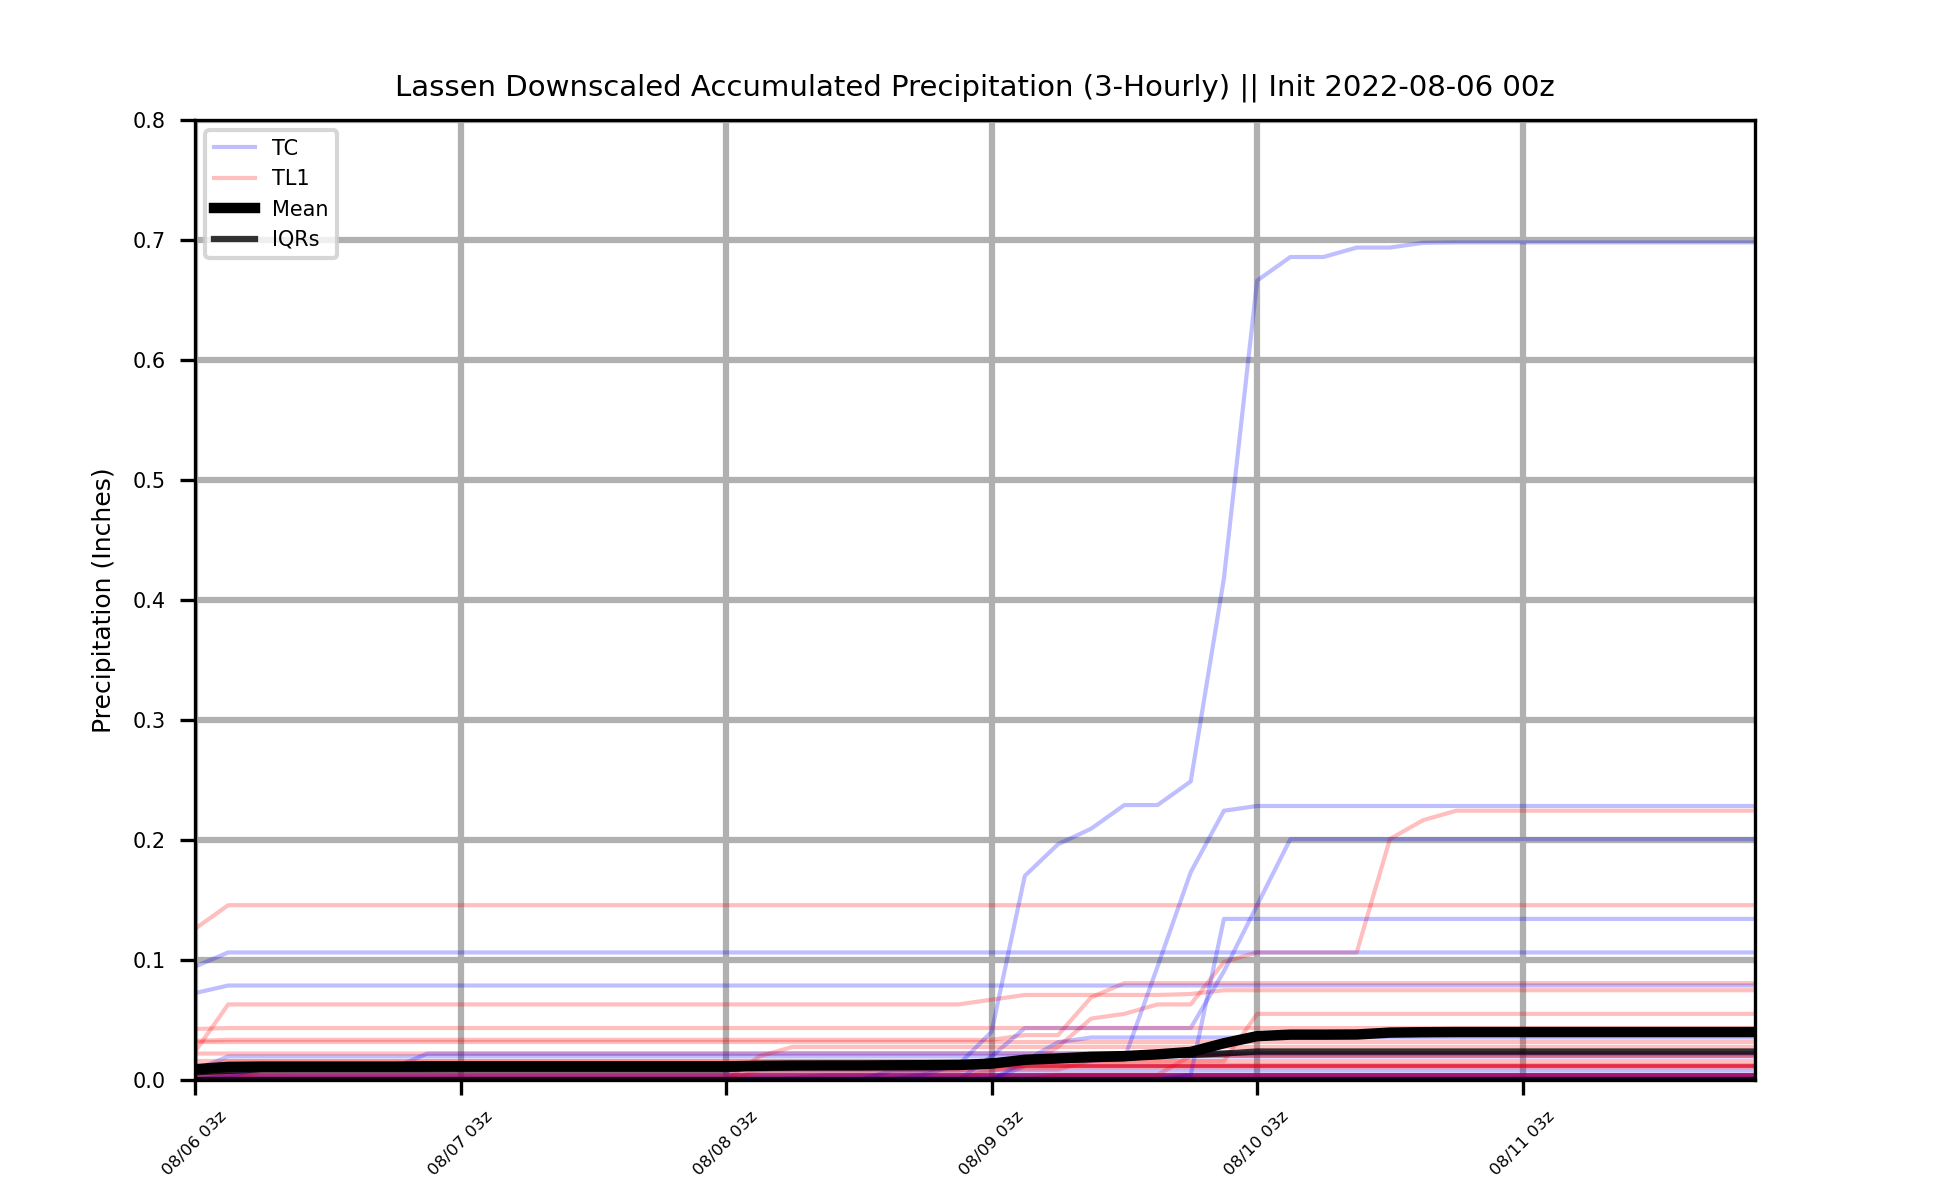 Lassen Downscaled Accumulated Precipitation (3-Hourly) || Init 2022-08-06 00z
TC
TL1
Mean
IQRs
Precipitation (Inches)
0.8
0.7
0.6
0.5
0.4
0.3
0.2
0.1
0.0
08/06 03z
08/07 03z
08/08 03z
08/09 03z
08/10 03z
08/11 03z